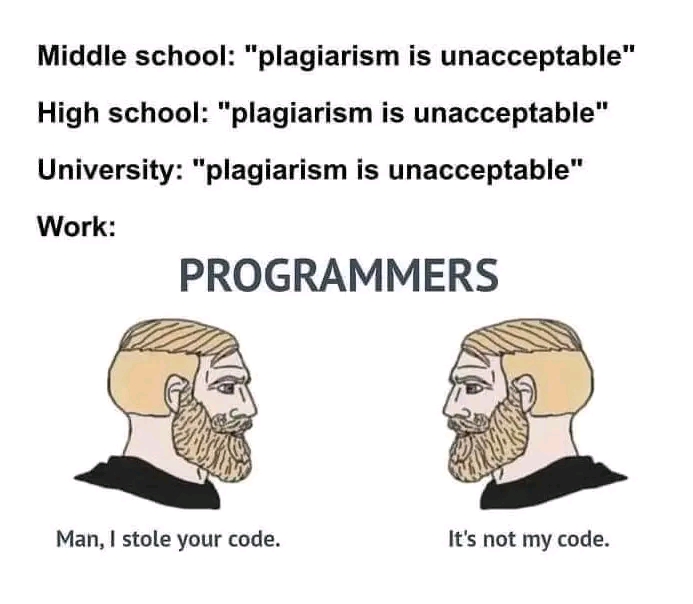 Middle school: "plagiarism is unacceptable"
High school: "plagiarism is unacceptable"
University: "plagiarism is unacceptable"
Work:
PROGRAMMERS
Man, I stole your code.
It's not my code.